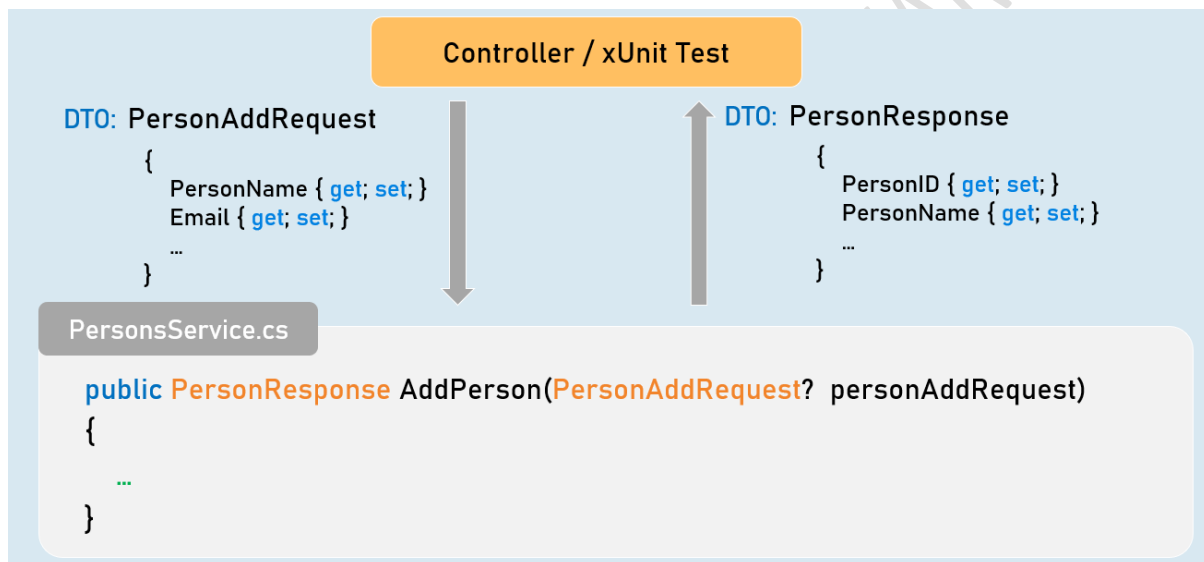 Controller / xUnit Test
DTO: PersonAddRequest
{
PersonName { get; set; }
Email { get; set; }
...
}
DTO: PersonResponse
{
PersonID { get; set; }
PersonName { get; set; }
...
}
PersonsService.cs
public PersonResponse AddPerson(PersonAddRequest? personAddRequest)
{
...
}